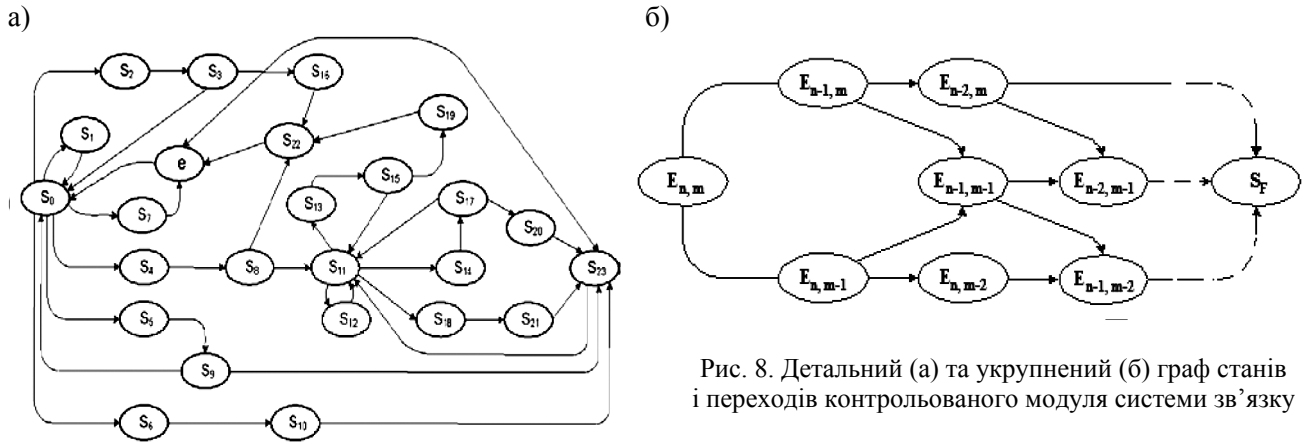 а)
S₂
S₃
S₁₆
S₁
S₁₉
S₂₂
e
S₀
S₇
S₁₃
S₁₅
S₁₇
S₂₀
S₄
S₈
S₁₁
S₁₄
S₂₃
S₅
S₁₂
S₁₈
S₂₁
S₉
S₆
S₁₀
б)
Eₙ₋₁, ₘ
Eₙ₋₂, ₘ
Eₙ, ₘ
Eₙ₋₁, ₘ₋₁
Eₙ₋₂, ₘ₋₁
S_F
Eₙ, ₘ₋₁
Eₙ, ₘ₋₂
Eₙ₋₁, ₘ₋₂
Рис. 8. Детальний (а) та укрупнений (б) граф станів
і переходів контрольованого модуля системи зв’язку